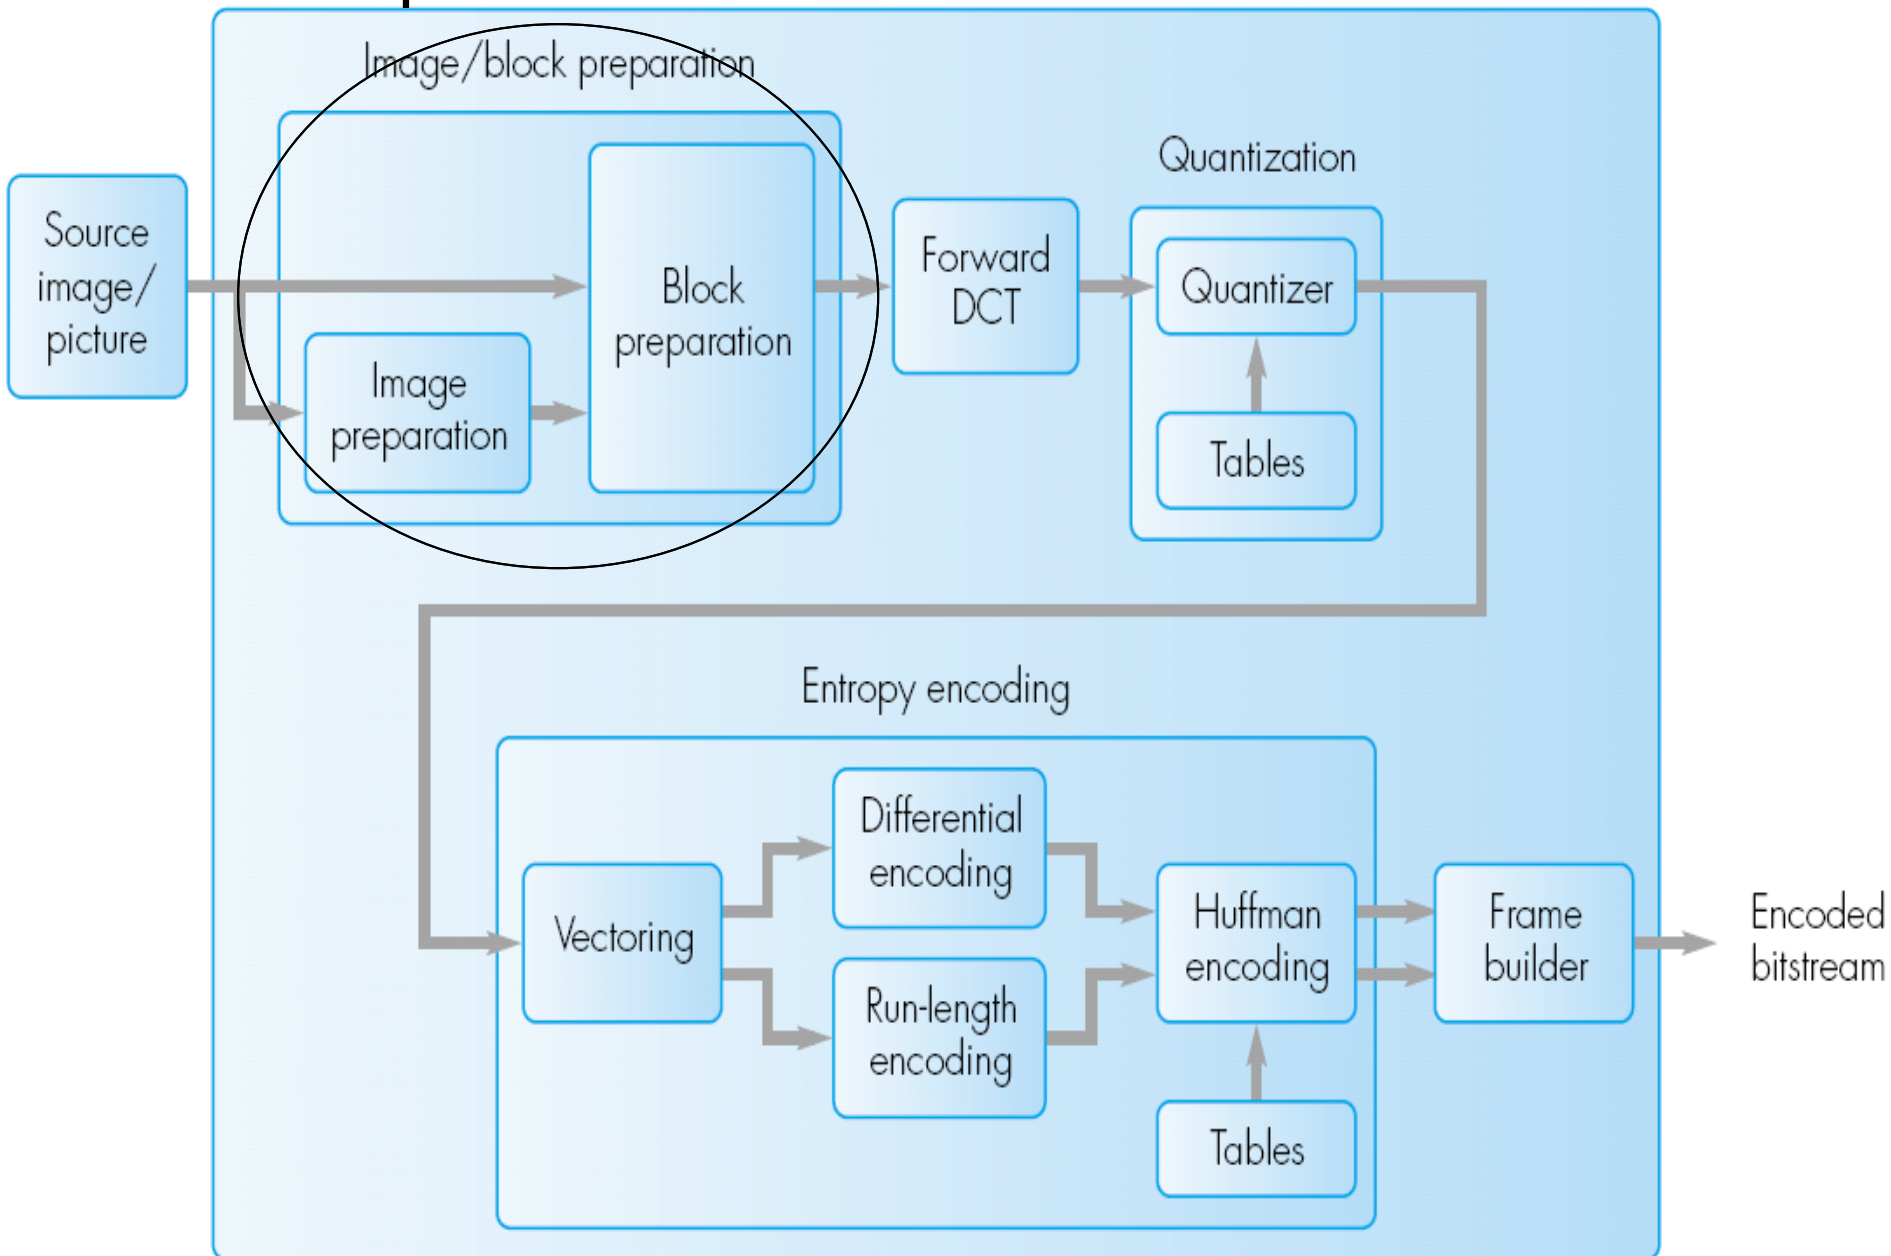 Image/block preparation
Source
image/
picture
Image
preparation
Block
preparation
Forward
DCT
Quantization
Quantizer
Tables
Entropy encoding
Vectoring
Differential
encoding
Run-length
encoding
Huffman
encoding
Tables
Frame
builder
Encoded
bitstream